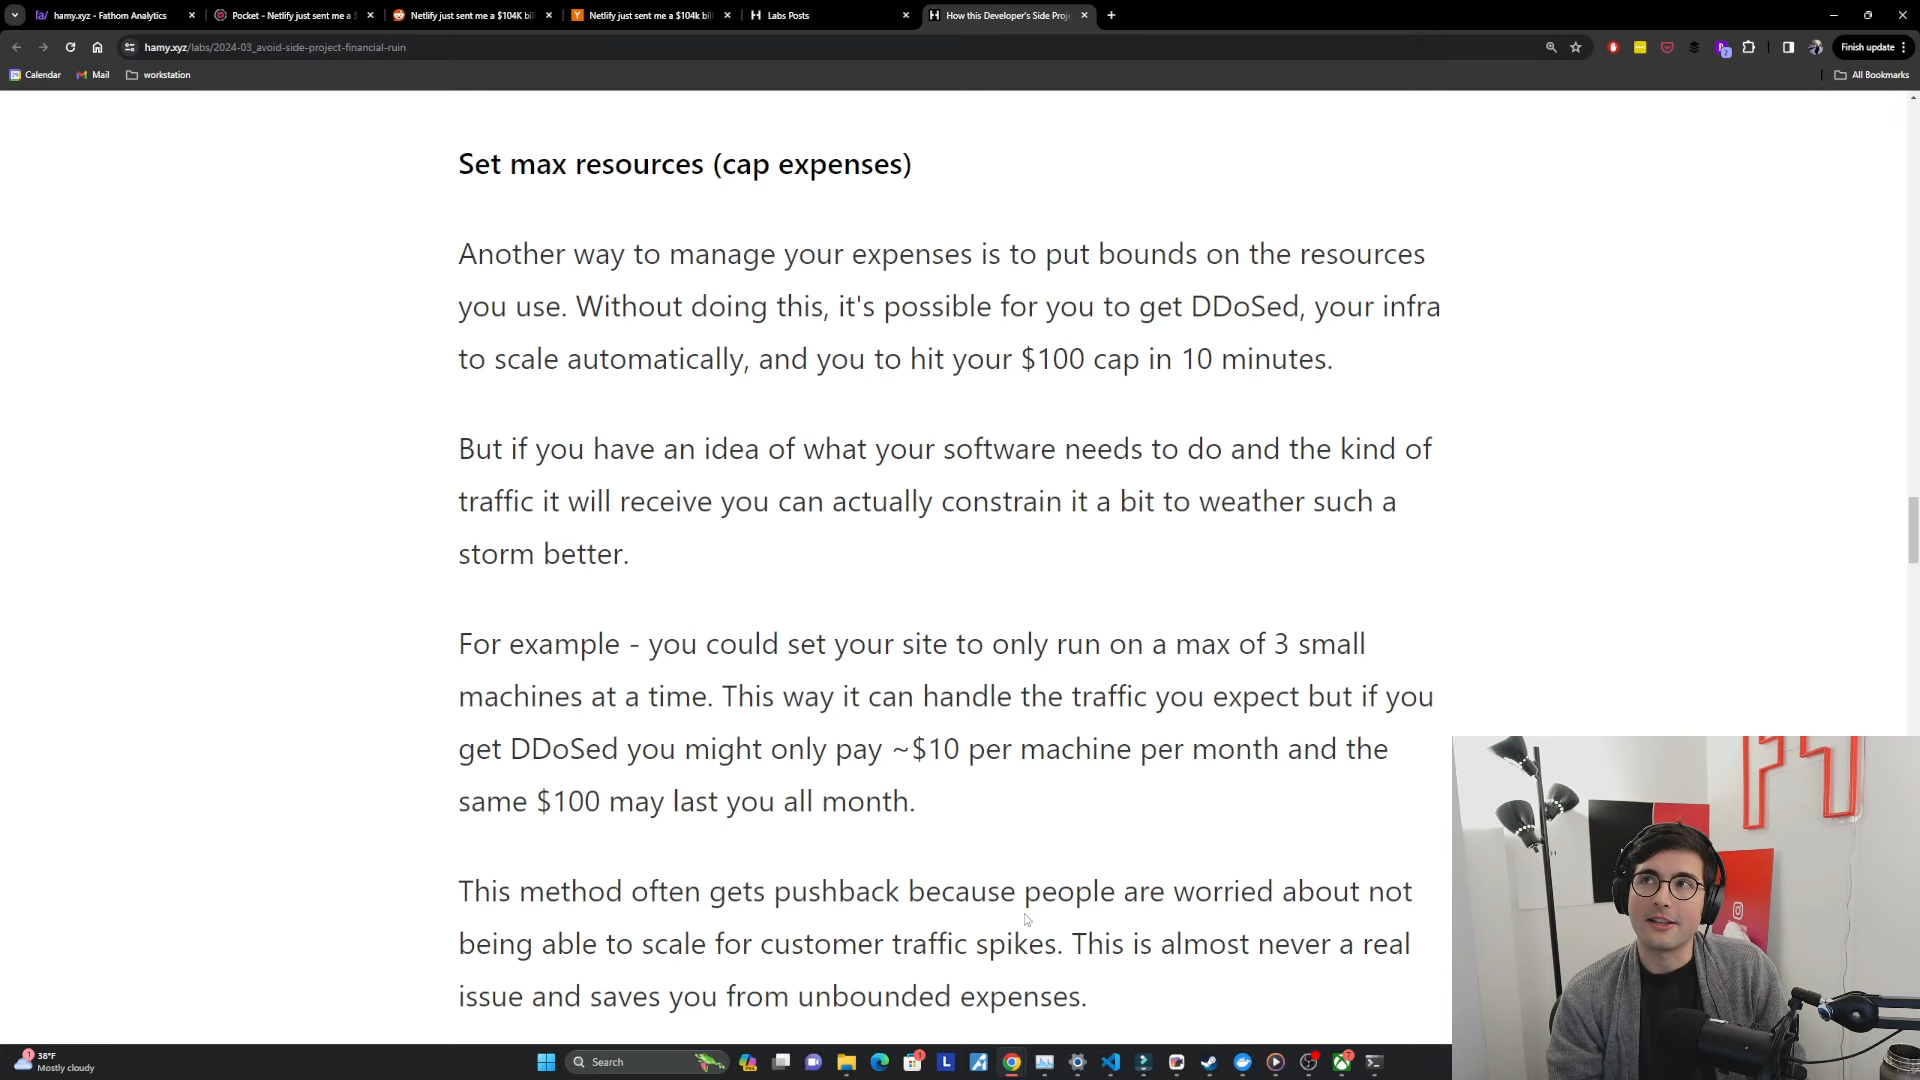 hamy.xyz - Fathom Analytics
Pocket - Netlify just sent me a $
Netlify just sent me a $104K bil
Netlify just sent me a $104k bil
Labs Posts
How this Developer's Side Proje
hamy.xyz/labs/2024-03_avoid-side-project-financial-ruin
Finish update
Calendar
Mail
workstation
All Bookmarks
Set max resources (cap expenses)
Another way to manage your expenses is to put bounds on the resources
you use. Without doing this, it's possible for you to get DDoSed, your infra
to scale automatically, and you to hit your $100 cap in 10 minutes.
But if you have an idea of what your software needs to do and the kind of
traffic it will receive you can actually constrain it a bit to weather such a
storm better.
For example - you could set your site to only run on a max of 3 small
machines at a time. This way it can handle the traffic you expect but if you
get DDoSed you might only pay ~$10 per machine per month and the
same $100 may last you all month.
This method often gets pushback because people are worried about not
being able to scale for customer traffic spikes. This is almost never a real
issue and saves you from unbounded expenses.
1
38°F
Mostly cloudy
Search